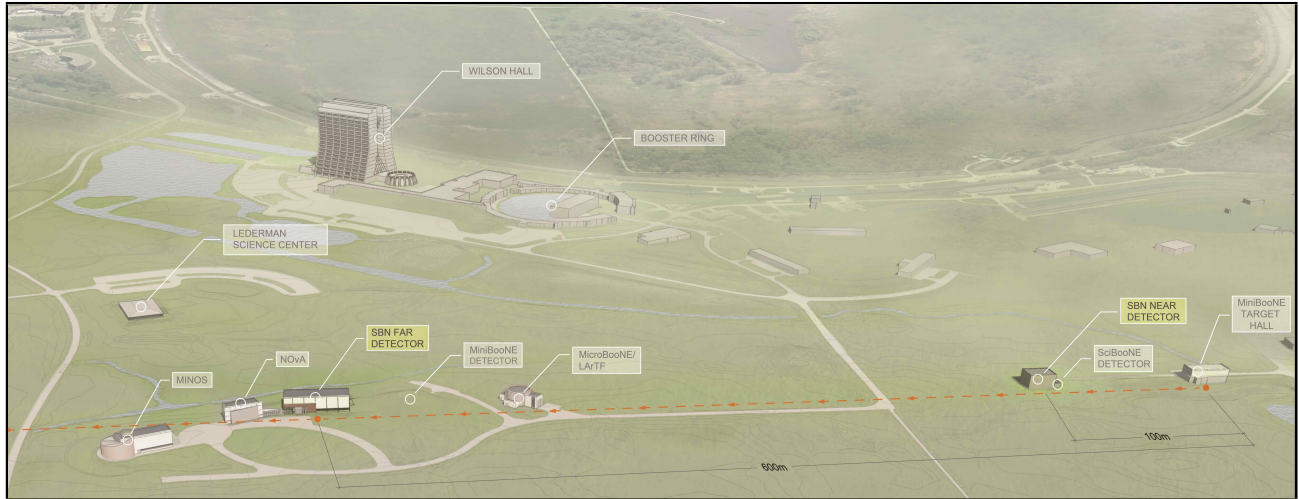 WILSON HALL
BOOSTER RING
LEDERMAN
SCIENCE CENTER
SBN FAR
DETECTOR
MiniBooNE
DETECTOR
MicroBooNE/
LArTF
NOvA
MINOS
SBN NEAR
DETECTOR
SciBooNE
DETECTOR
MiniBooNE
TARGET
HALL
100m
600m